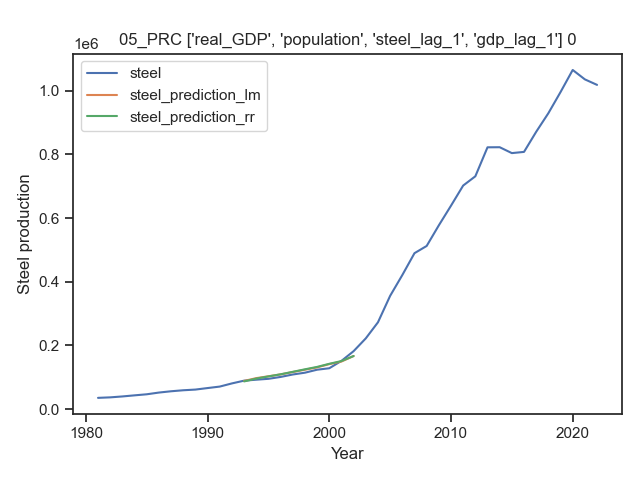 05_PRC ['real_GDP', 'population', 'steel_lag_1', 'gdp_lag_1'] 0
1e6
steel
steel_prediction_lm
steel_prediction_rr
1.0
0.8
0.6
0.4
0.2
0.0
Steel production
1980
1990
2000
2010
2020
Year